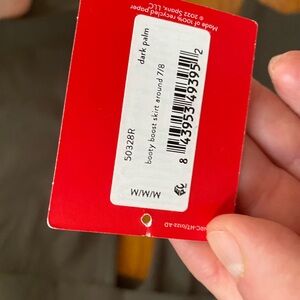 M/M/M
50328R
dark palm
booty boost skirt around 7/8
8 43953 49395 2
Made of 100% recycled paper
© 2022 Spanx, LLC